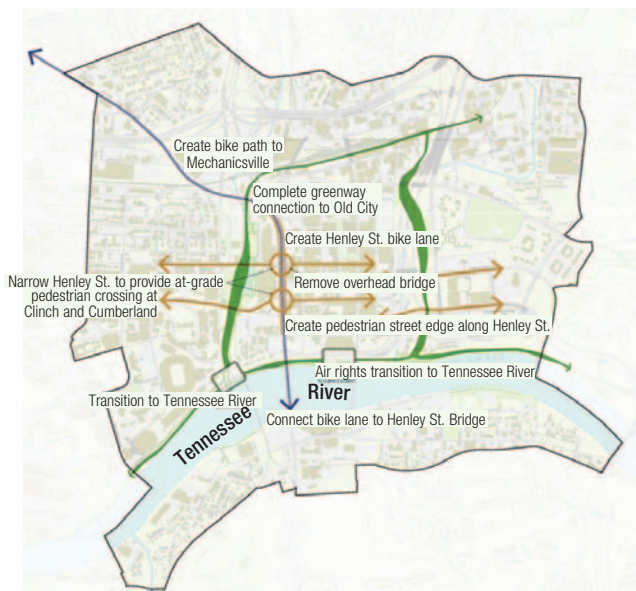 Create bike path to
Mechanicsville
Complete greenway
connection to Old City
Create Henley St. bike lane
Narrow Henley St. to provide at-grade
pedestrian crossing at
Clinch and Cumberland
Remove overhead bridge
Create pedestrian street edge along Henley St.
Air rights transition to Tennessee River
River
Transition to Tennessee River
Connect bike lane to Henley St. Bridge
Tennessee